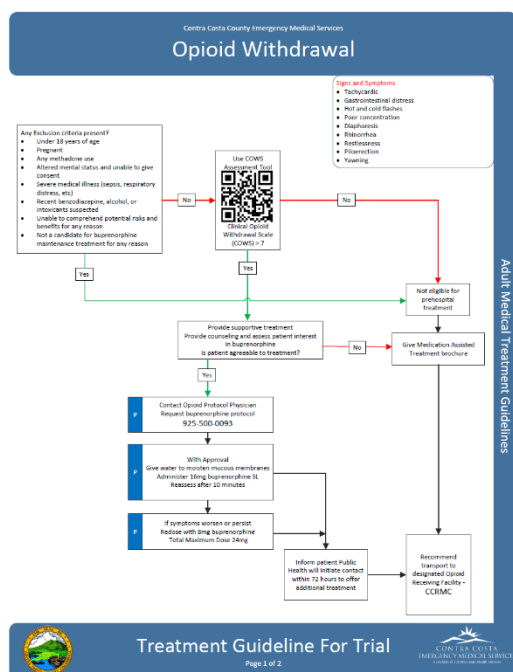 Contra Costa County Emergency Medical Services
Opioid Withdrawal
Signs and Symptoms
• Tachycardic
• Gastrointestinal distress
• Hot and cold flashes
• Poor concentration
• Diaphoresis
• Rhinorrhea
• Restlessness
• Piloerection
• Yawning
Any Exclusion criteria present?
• Under 18 years of age
• Pregnant
• Any methadone use
• Altered mental status and unable to give
consent
• Severe medical illness (sepsis, respiratory
distress, etc)
• Recent benzodiazepine, alcohol, or
intoxicants suspected
• Unable to comprehend potential risks and
benefits for any reason
• Not a candidate for buprenorphine
maintenance treatment for any reason
No
Use COWS
Assessment Tool
Clinical Opioid
Withdrawal Scale
(COWS) > 7
No
Yes
Yes
Not eligible for
prehospital
treatment
Provide supportive treatment
Provide counseling and assess patient interest
in buprenorphine
Is patient agreeable to treatment?
No
Give Medication Assisted
Treatment brochure
Yes
P
Contact Opioid Protocol Physician
Request buprenorphine protocol
925-500-0093
P
With Approval
Give water to moisten mucous membranes
Administer 16mg buprenorphine SL
Reassess after 10 minutes
P
If symptoms worsen or persist
Redose with 8mg buprenorphine
Total Maximum Dose 24mg
Inform patient Public
Health will initiate contact
within 72 hours to offer
additional treatment
Recommend
transport to
designated Opioid
Receiving Facility -
CCRMC
Adult Medical Treatment Guidelines
Treatment Guideline For Trial
Page 1 of 2
CONTRA COSTA
EMERGENCY MEDICAL SERVICES